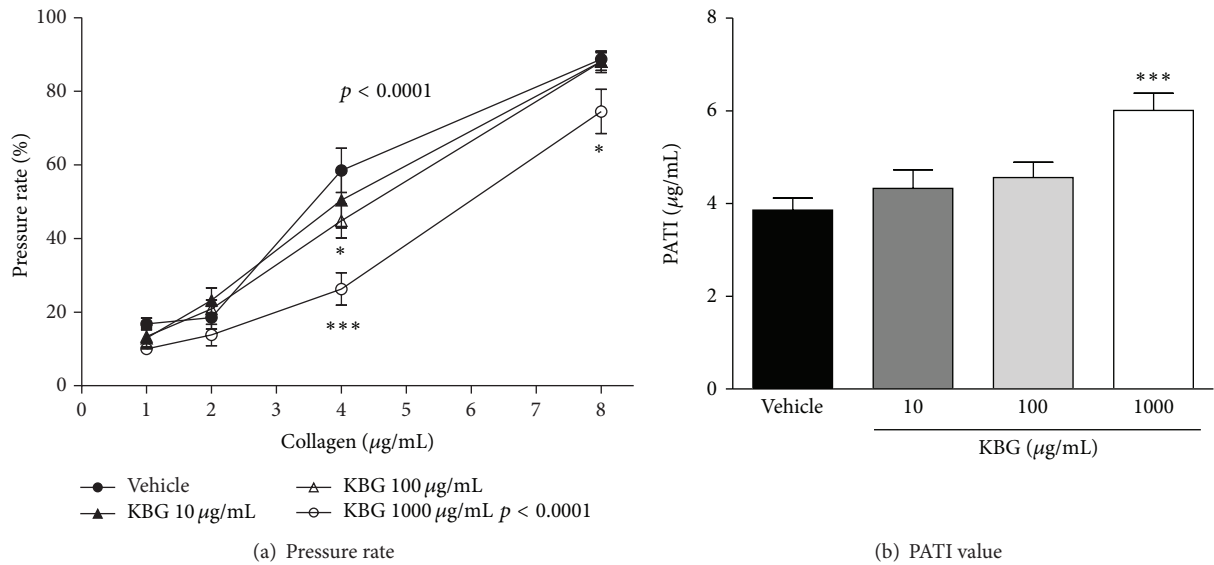 100
80
60
40
20
0
Pressure rate (%)
p < 0.0001
*
***
*
0 1 2 3 4 5 6 7 8
Collagen (μg/mL)
Vehicle
KBG 10 μg/mL
KBG 100 μg/mL
KBG 1000 μg/mL p < 0.0001
(a) Pressure rate
8
6
4
2
0
PATI (μg/mL)
***
Vehicle 10 100 1000
KBG (μg/mL)
(b) PATI value